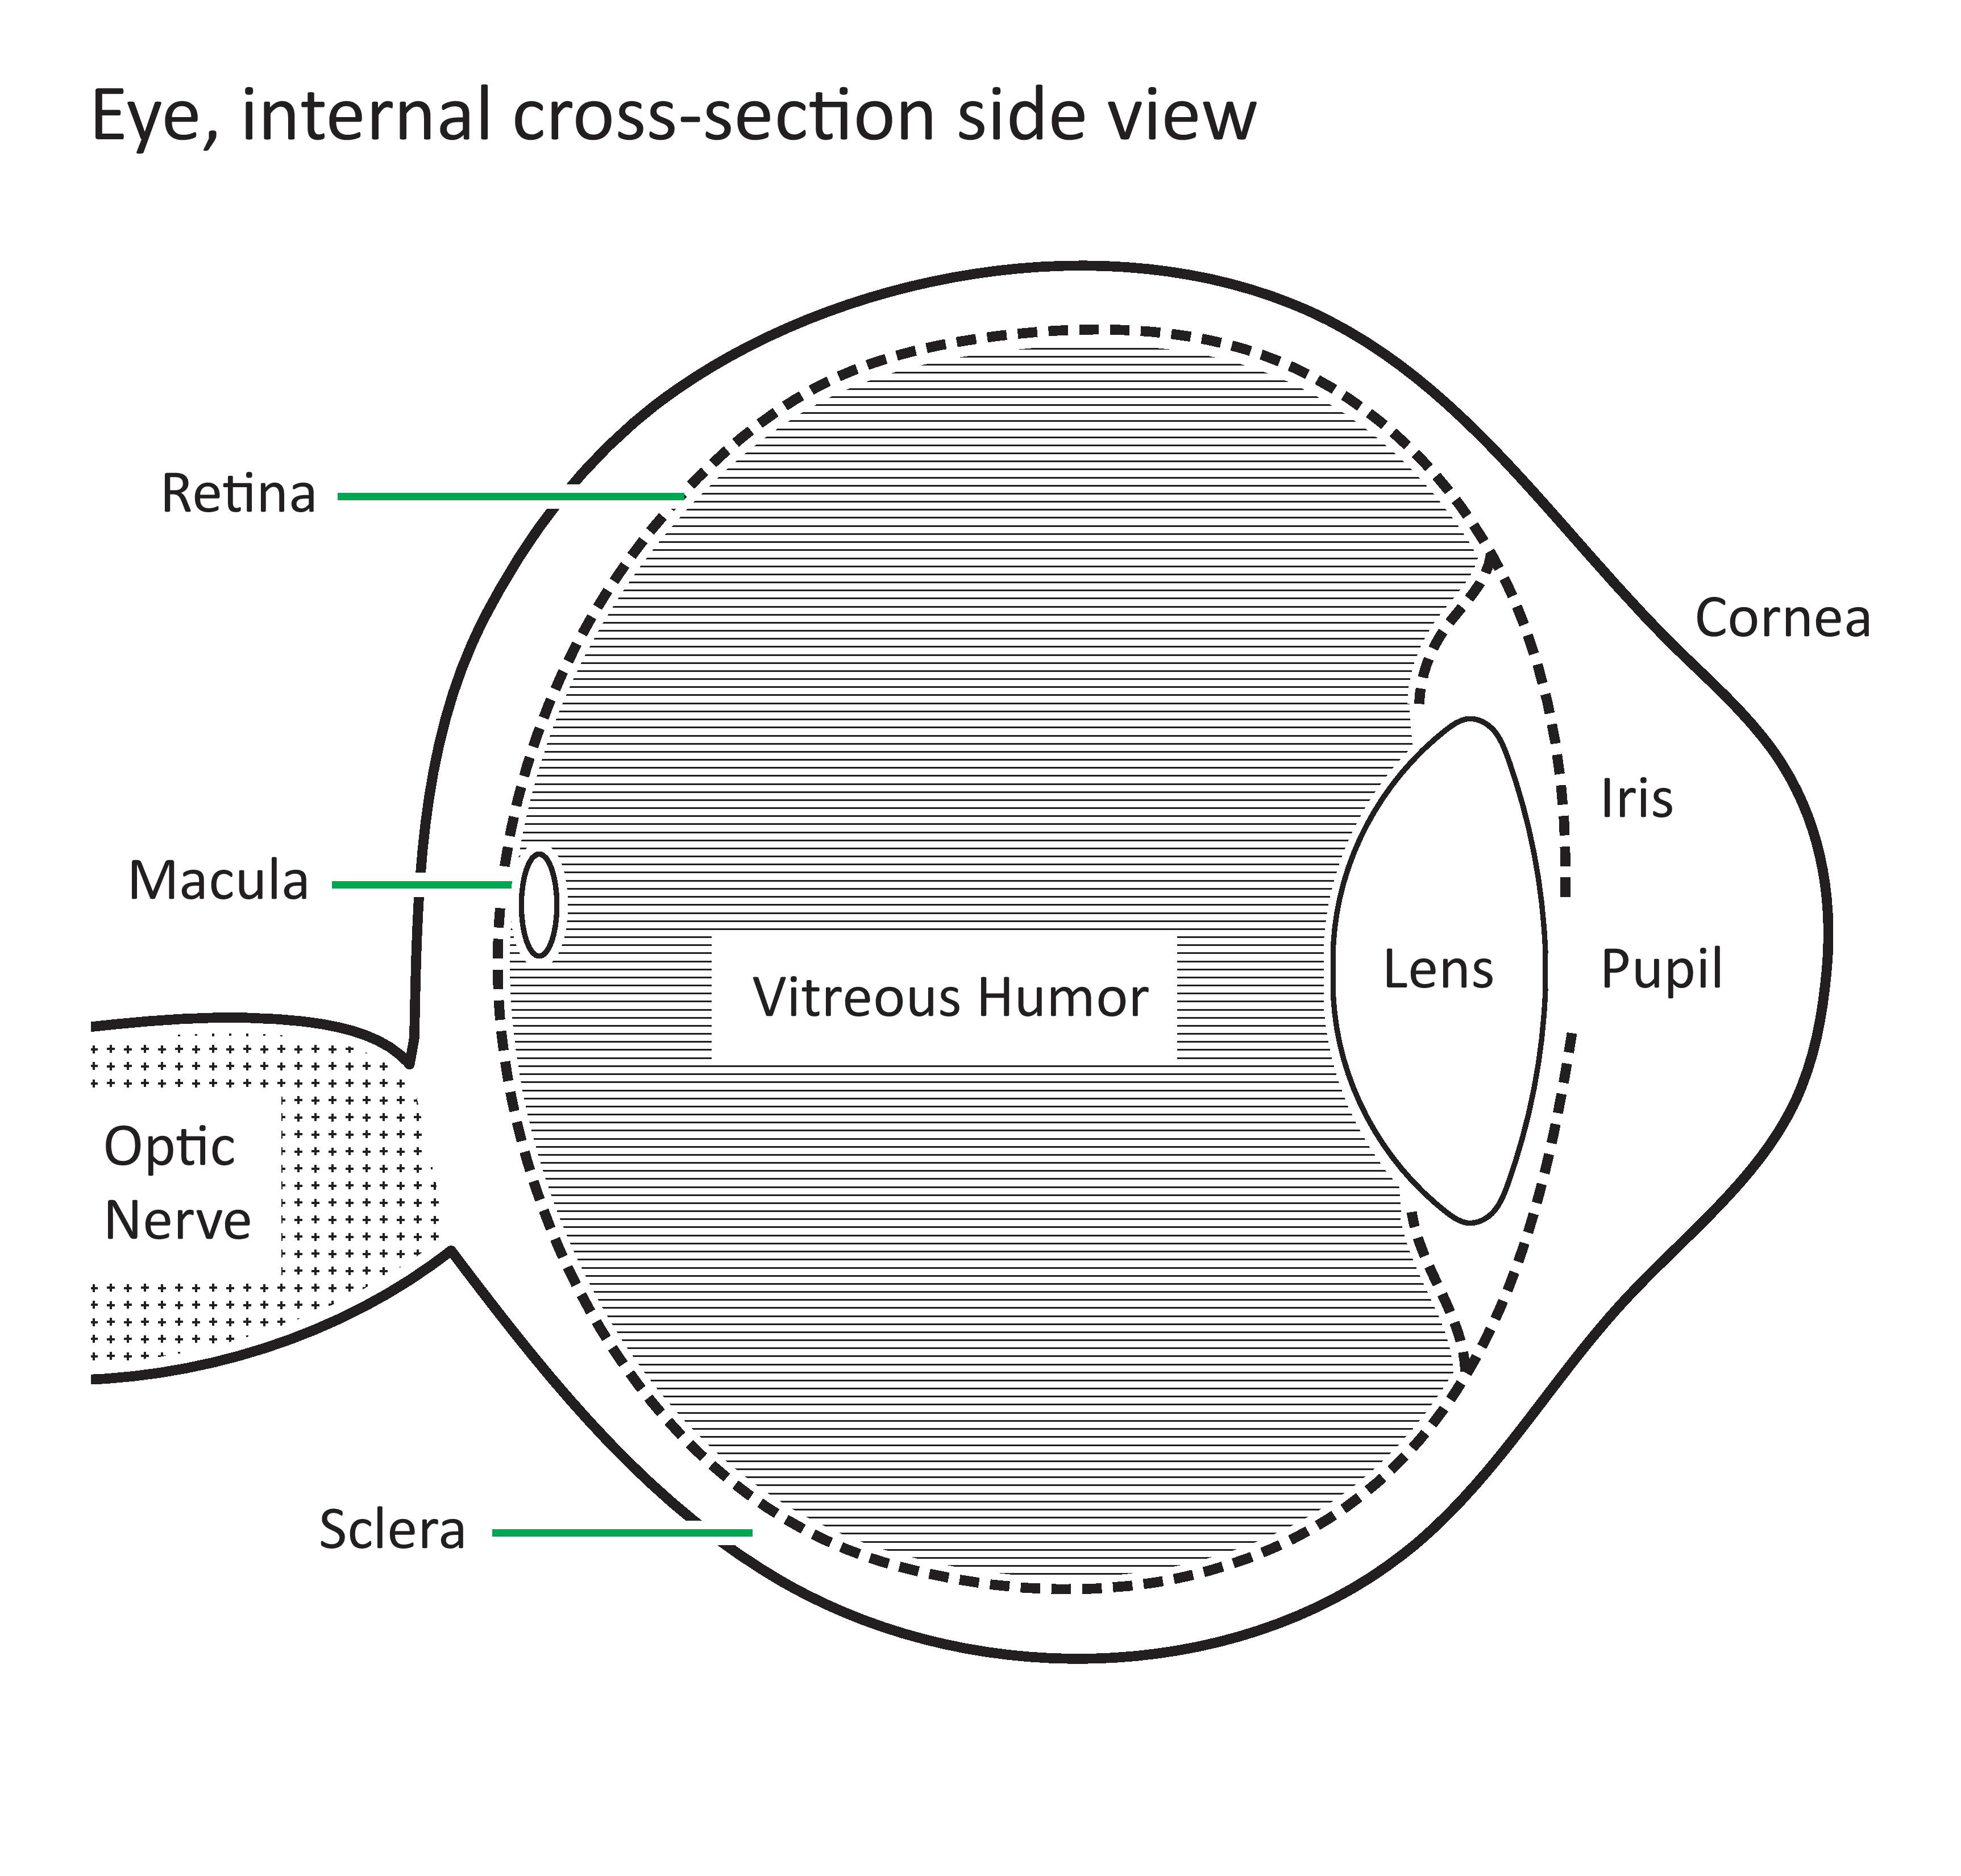 Eye, internal cross-section side view
Retina
Cornea
Iris
Macula
Vitreous Humor
Lens
Pupil
Optic
Nerve
Sclera